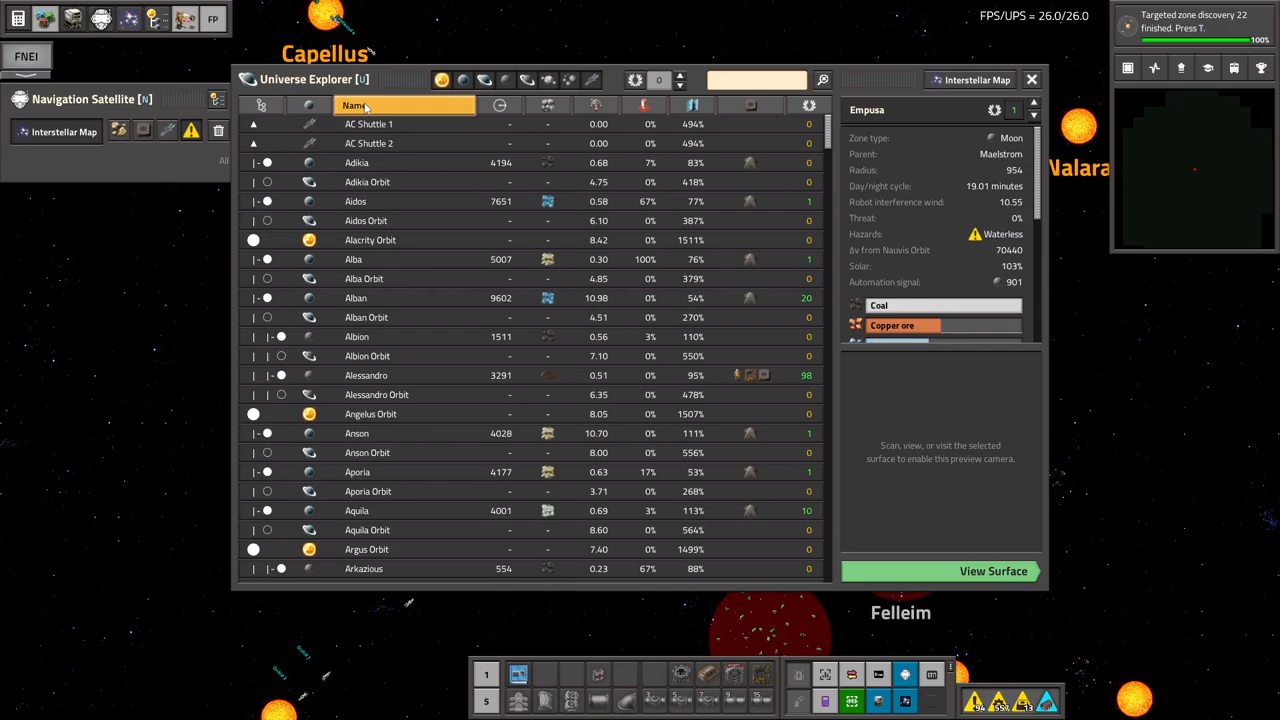 FP
Capellus
FPS/UPS = 26.0/26.0
Targeted zone discovery 22
finished. Press T.
100%
FNEI
Navigation Satellite [N]
Interstellar Map
All
Universe Explorer [U]
0
Interstellar Map
Name
AC Shuttle 1 - - 0.00 0% 494% 0
AC Shuttle 2 - - 0.00 0% 494% 0
Adikia 4194 0.68 7% 83% 0
Adikia Orbit - - 4.75 0% 418% 0
Aidos 7651 0.58 67% 77% 1
Aidos Orbit - - 6.10 0% 387% 0
Alacrity Orbit - - 8.42 0% 1511% 0
Alba 5007 0.30 100% 76% 1
Alba Orbit - - 4.85 0% 379% 0
Alban 9602 10.98 0% 54% 20
Alban Orbit - - 4.51 0% 270% 0
Albion 1511 0.56 3% 110% 0
Albion Orbit - - 7.10 0% 550% 0
Alessandro 3291 0.51 0% 95% 98
Alessandro Orbit - - 6.35 0% 478% 0
Angelus Orbit - - 8.05 0% 1507% 0
Anson 4028 10.70 0% 111% 1
Anson Orbit - - 8.00 0% 556% 0
Aporia 4177 0.63 17% 53% 1
Aporia Orbit - - 3.71 0% 268% 0
Aquila 4001 0.69 3% 113% 10
Aquila Orbit - - 8.60 0% 564% 0
Argus Orbit - - 7.40 0% 1499% 0
Arkazious 554 0.23 67% 88% 0
Empusa 1
Zone type: Moon
Parent: Maelstrom
Radius: 954
Day/night cycle: 19.01 minutes
Robot interference wind: 10.55
Threat: 0%
Hazards: Waterless
Δv from Nauvis Orbit 70440
Solar: 103%
Automation signal: 901
Coal
Copper ore
Scan, view, or visit the selected
surface to enable this preview camera.
View Surface
Nalara
Felleim
1
5